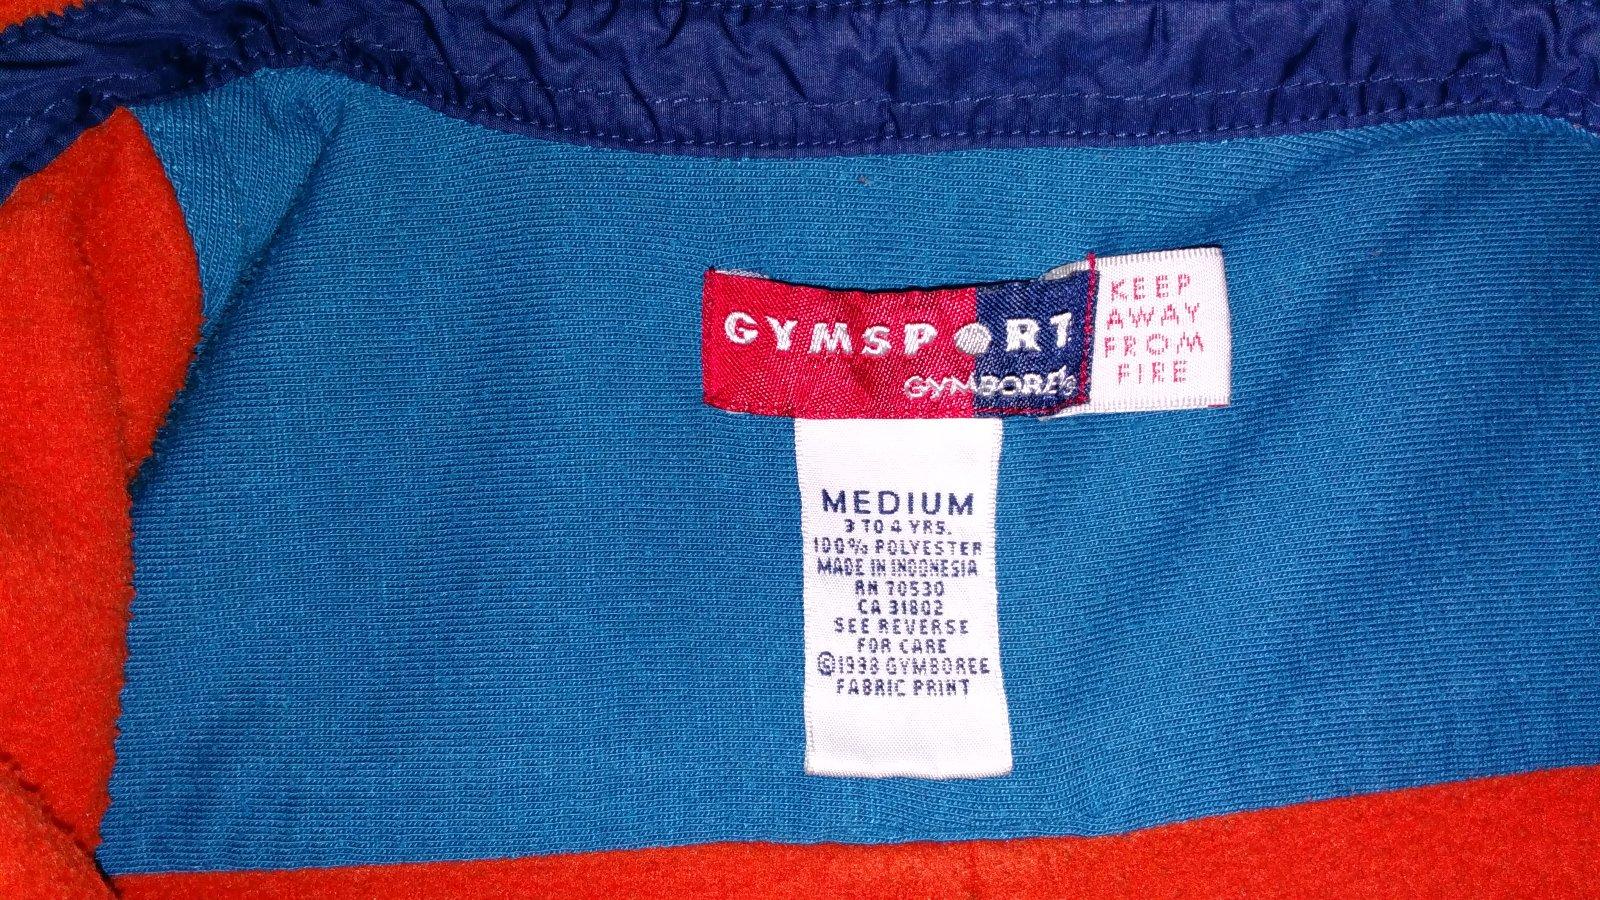 GYMSPORT
GYMBOREE
KEEP
AWAY
FROM
FIRE
MEDIUM
3 TO 4 YRS.
100% POLYESTER
MADE IN INDONESIA
RN 70530
CA 31802
SEE REVERSE
FOR CARE
©1998 GYMBOREE
FABRIC PRINT